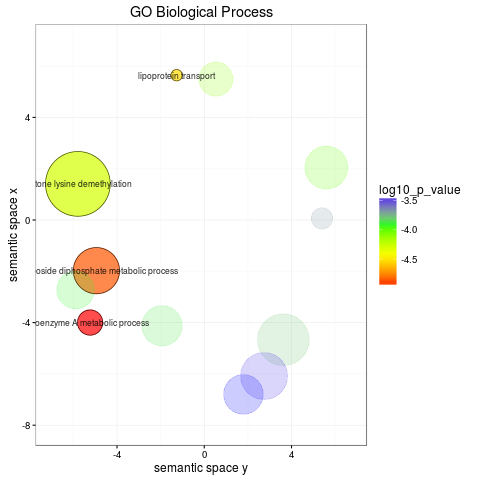 GO Biological Process
lipoprotein transport
tone lysine demethylation
oside diphosphate metabolic process
oenzyme A metabolic process
semantic space x
4
0
-4
-8
-4
0
4
semantic space y
log10_p_value
-3.5
-4.0
-4.5